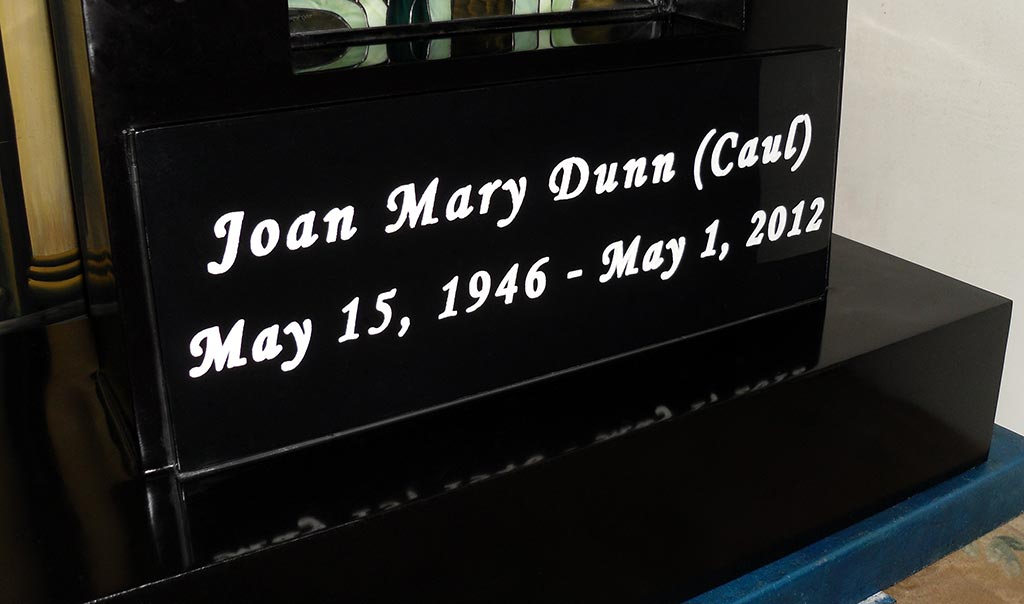 Joan Mary Dunn (Caul)
May 15, 1946 - May 1, 2012